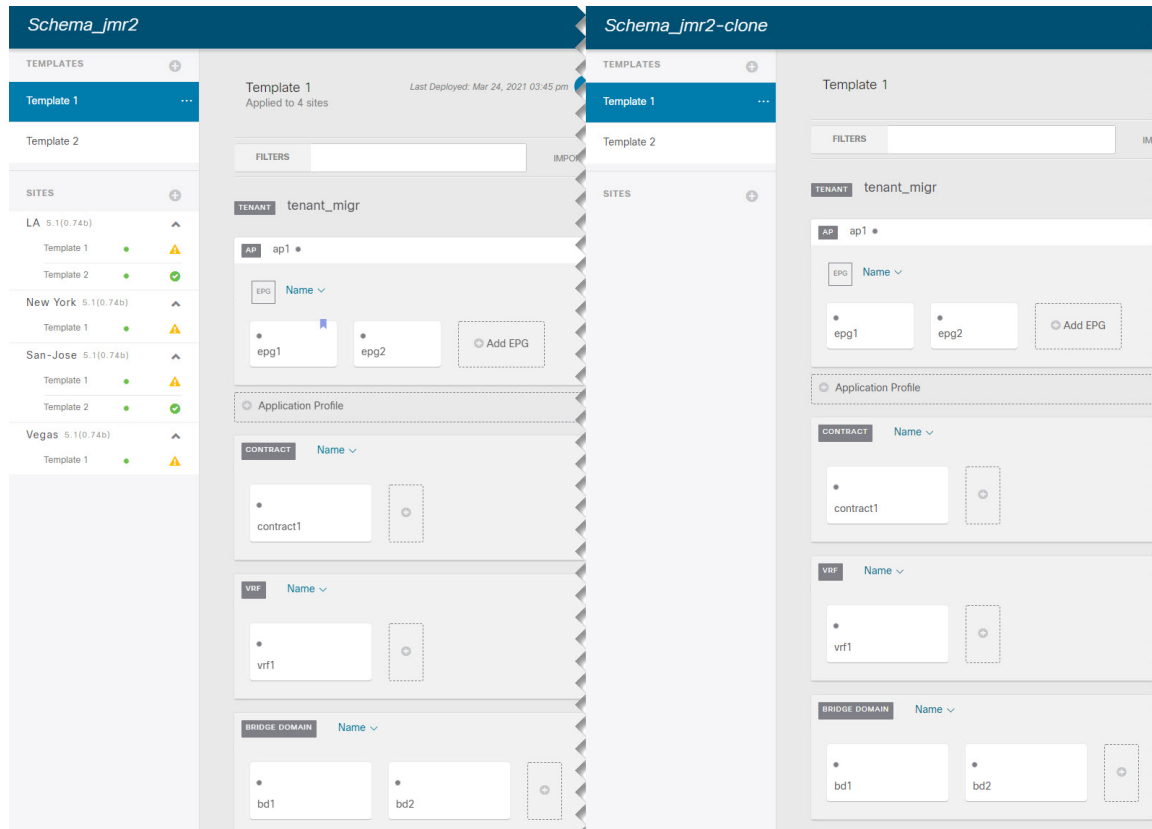 Schema_jmr2
TEMPLATES
Template 1
Template 2
SITES
LA 5.1(0.74b)
Template 1
Template 2
New York 5.1(0.74b)
Template 1
San-Jose 5.1(0.74b)
Template 1
Template 2
Vegas 5.1(0.74b)
Template 1
Template 1
Last Deployed: Mar 24, 2021 03:45 pm
Applied to 4 sites
FILTERS
IMPO
TENANT tenant_migr
AP ap1
EPG Name
epg1
epg2
Add EPG
Application Profile
CONTRACT Name
contract1
VRF Name
vrf1
BRIDGE DOMAIN Name
bd1
bd2
Schema_jmr2-clone
TEMPLATES
Template 1
Template 2
SITES
Template 1
FILTERS
IM
TENANT tenant_migr
AP ap1
EPG Name
epg1
epg2
Add EPG
Application Profile
CONTRACT Name
contract1
VRF Name
vrf1
BRIDGE DOMAIN Name
bd1
bd2